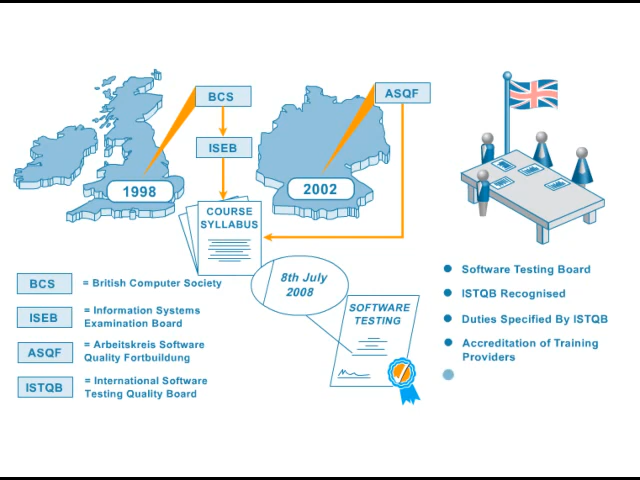 BCS
ASQF
ISEB
1998
2002
COURSE
SYLLABUS
8th July
2008
SOFTWARE
TESTING
BCS = British Computer Society
ISEB = Information Systems
Examination Board
ASQF = Arbeitskreis Software
Quality Fortbuildung
ISTQB = International Software
Testing Quality Board
Software Testing Board
ISTQB Recognised
Duties Specified By ISTQB
Accreditation of Training
Providers